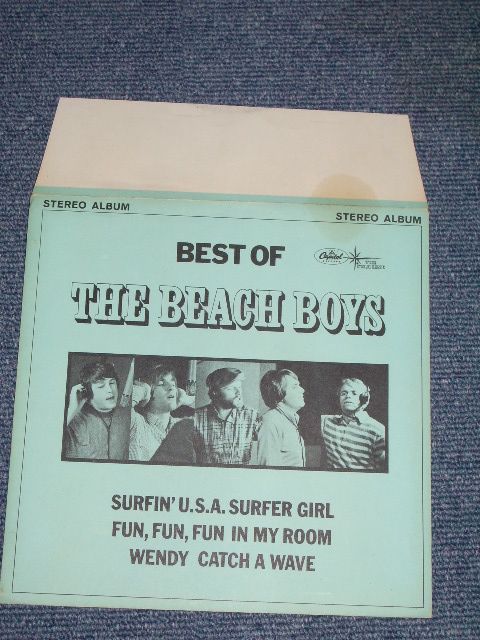 STEREO ALBUM
STEREO ALBUM
BEST OF
Capitol
THE BEACH BOYS
SURFIN' U.S.A. SURFER GIRL
FUN, FUN, FUN IN MY ROOM
WENDY CATCH A WAVE